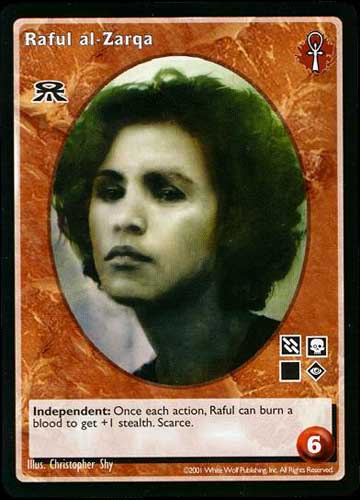 Raful al-Zarqa
Independent: Once each action, Raful can burn a
blood to get +1 stealth. Scarce.
6
Illus. Christopher Shy
©2001 White Wolf Publishing, Inc. All Rights Reserved.